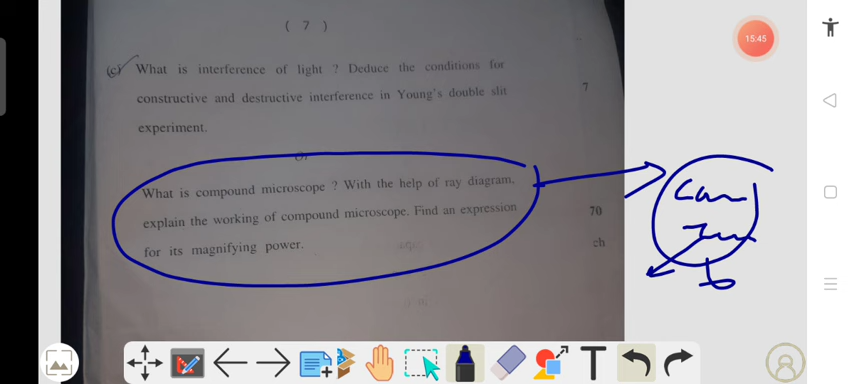 ( 7 )
15:45
(c) What is interference of light ? Deduce the conditions for
constructive and destructive interference in Young's double slit
7
experiment.
Or
What is compound microscope ? With the help of ray diagram,
explain the working of compound microscope. Find an expression
70
for its magnifying power.
ch
T